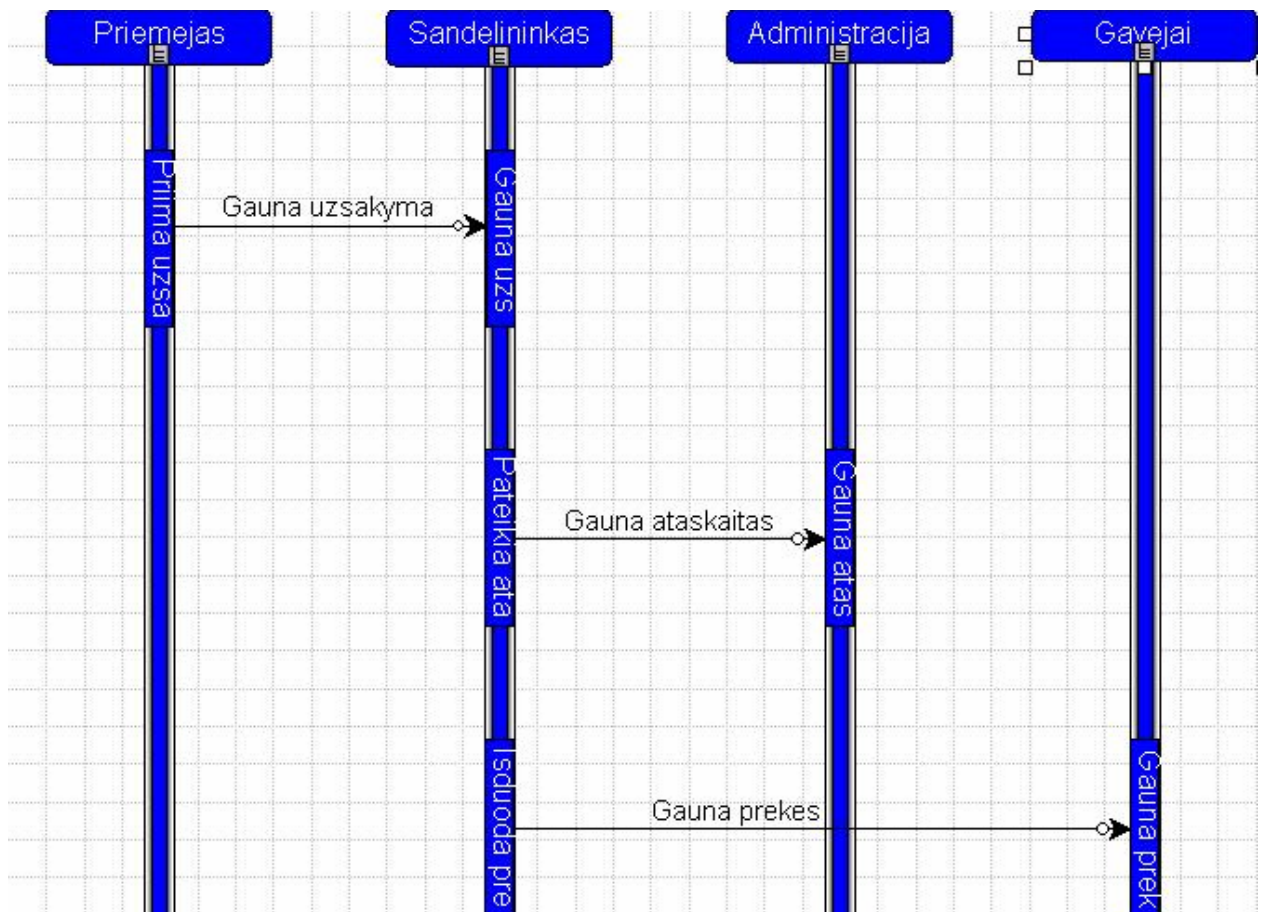 Priemejas
Sandelininkas
Administracija
Gavejai
Priima uzsa
Gauna uzsakyma
Gauna uzs
Pateikia ata
Gauna ataskaitas
Gauna atas
Isduoda pre
Gauna prekes
Gauna prek